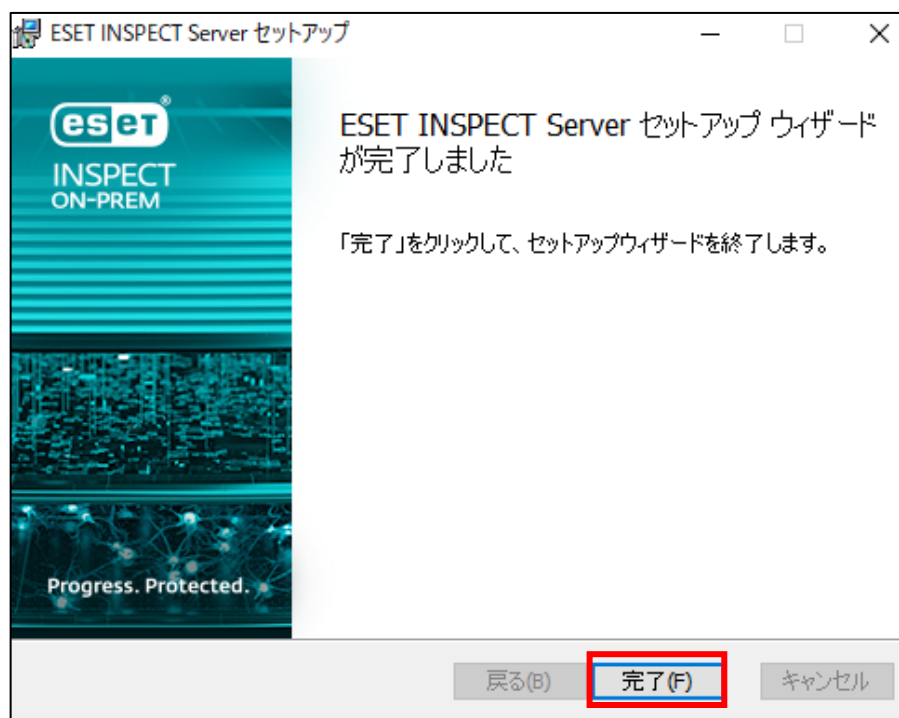 ESET INSPECT Server セットアップ
eset®
INSPECT
ON-PREM
Progress. Protected.
ESET INSPECT Server セットアップ ウィザード
が完了しました
「完了」をクリックして、セットアップウィザードを終了します。
戻る(B)
完了(F)
キャンセル